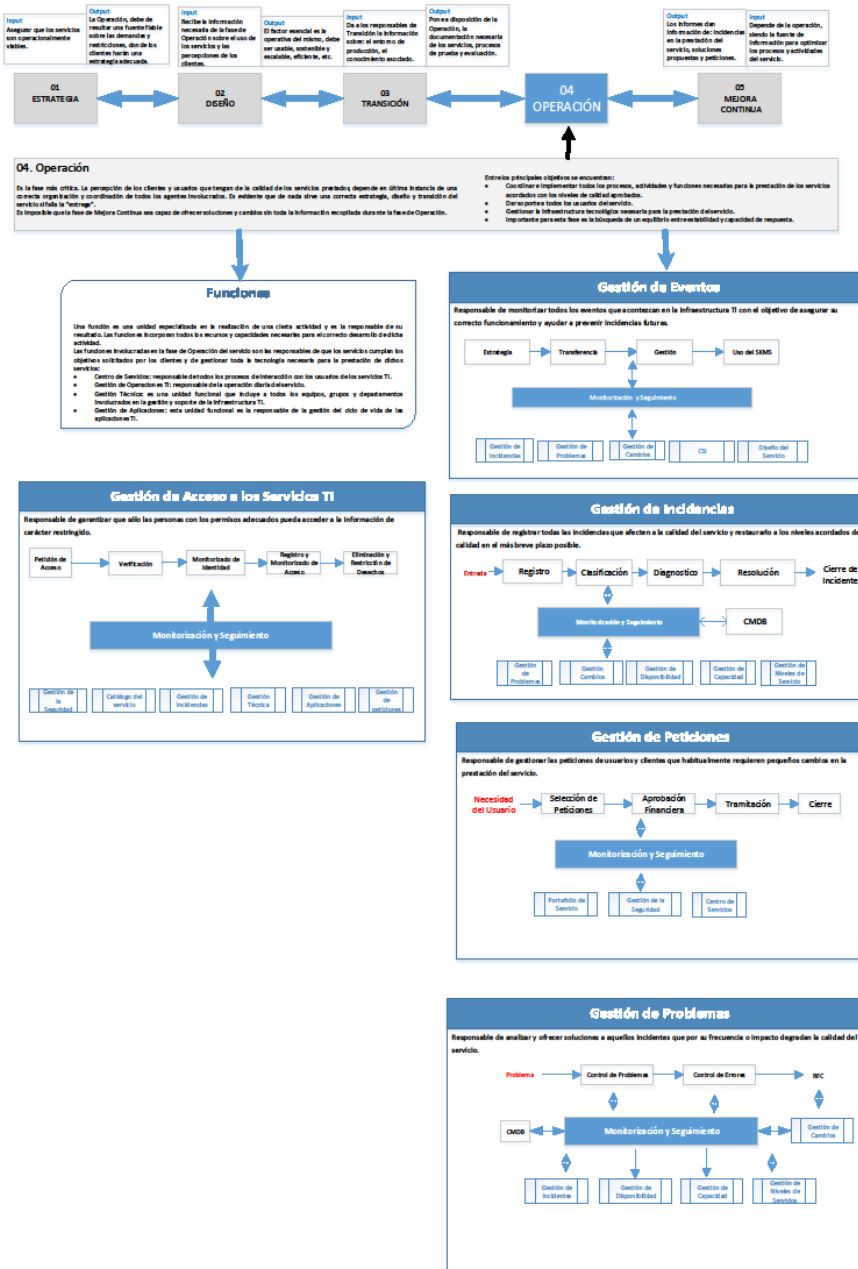 Input
Asegurar que los servicios
son operacionalmente
viables.
Output
La Operación, debe de
resultar una fuente fiable
sobre las demandas y
restricciones, donde los
clientes harán una
estrategia adecuada.
Input
Recibe la información
necesaria de la fase de
Operación sobre el uso de
los servicios y las
percepciones de los
clientes.
Output
El factor esencial es la
operativa del mismo, debe
ser usable, sostenible y
escalable, eficiente, etc.
Input
Da a los responsables de
Transición la información
sobre: el entorno de
producción, el
conocimiento asociado.
Output
Pone a disposición de la
Operación, la
documentación necesaria
de los servicios, procesos
de prueba y evaluación.
Output
Los informes dan
información de: incidencias
en la prestación del
servicio, soluciones
propuestas y peticiones.
Input
Depende de la operación,
siendo la fuente de
información para optimizar
los procesos y actividades
del servicio.
01
ESTRATEGIA
02
DISEÑO
03
TRANSICIÓN
04
OPERACIÓN
05
MEJORA
CONTINUA
04. Operación
Es la fase más crítica. La percepción de los clientes y usuarios que tengan de la calidad de los servicios prestados, depende en última instancia de una
correcta organización y coordinación de todos los agentes involucrados. Es evidente que de nada sirve una correcta estrategia, diseño y transición del
servicio si falla la "entrega".
Es imposible que la fase de Mejora Continua sea capaz de ofrecer soluciones y cambios sin toda la información recopilada durante la fase de Operación.
Entre los principales objetivos se encuentran:
• Coordinar e implementar todos los procesos, actividades y funciones necesarias para la prestación de los servicios
acordados con los niveles de calidad aprobados.
• Dar soporte a todos los usuarios del servicio.
• Gestionar la infraestructura tecnológica necesaria para la prestación del servicio.
• Importante para esta fase es la búsqueda de un equilibrio entre estabilidad y capacidad de respuesta.
Funciones
Una función es una unidad especializada en la realización de una cierta actividad y es la responsable de su
resultado. Las funciones incorporan todos los recursos y capacidades necesarias para el correcto desarrollo de dicha
actividad.
Las funciones involucradas en la fase de Operación del servicio son las responsables de que los servicios cumplan los
objetivos solicitados por los clientes y de gestionar toda la tecnología necesaria para la prestación de dichos
servicios:
• Centro de Servicios: responsable de todos los procesos de interacción con los usuarios de los servicios TI.
• Gestión de Operaciones TI: responsable de la operación diaria del servicio.
• Gestión Técnica: es una unidad funcional que incluye a todos los equipos, grupos y departamentos
involucrados en la gestión y soporte de la infraestructura TI.
• Gestión de Aplicaciones: esta unidad funcional es la responsable de la gestión del ciclo de vida de las
aplicaciones TI.
Gestión de Eventos
Responsable de monitorizar todos los eventos que acontezcan en la infraestructura TI con el objetivo de asegurar su
correcto funcionamiento y ayudar a prevenir incidencias futuras.
Estrategia
Transferencia
Gestión
Uso del SKMS
Monitorización y Seguimiento
Gestión de
Incidencias
Gestión de
Problemas
Gestión de
Cambios
CSI
Diseño del
Servicio
Gestión de Acceso a los Servicios TI
Responsable de garantizar que sólo las personas con los permisos adecuados pueda acceder a la información de
carácter restringido.
Petición de
Acceso
Verificación
Monitorizado de
Identidad
Registro y
Monitorizado de
Acceso
Eliminación y
Restricción de
Derechos
Monitorización y Seguimiento
Gestión de
la
Seguridad
Catálogo del
servicio
Gestión de
Incidencias
Gestión
Técnica
Gestión de
Aplicaciones
Gestión
de
peticiones
Gestión de Incidencias
Responsable de registrar todas las incidencias que afecten a la calidad del servicio y restaurarlo a los niveles acordados de
calidad en el más breve plazo posible.
Entrada
Registro
Clasificación
Diagnostico
Resolución
Cierre de
Incidente
Monitorización y Seguimiento
CMDB
Gestión
de
Problemas
Gestión
Cambios
Gestión de
Disponibilidad
Gestión de
Capacidad
Gestión de
Niveles de
Servicio
Gestión de Peticiones
Responsable de gestionar las peticiones de usuarios y clientes que habitualmente requieren pequeños cambios en la
prestación del servicio.
Necesidad
del Usuario
Selección de
Peticiones
Aprobación
Financiera
Tramitación
Cierre
Monitorización y Seguimiento
Portafolio de
Servicio
Gestión de la
Seguridad
Centro de
Servicios
Gestión de Problemas
Responsable de analizar y ofrecer soluciones a aquellos incidentes que por su frecuencia o impacto degradan la calidad del
servicio.
Problema
Control de Problemas
Control de Errores
RFC
CMDB
Monitorización y Seguimiento
Gestión de
Cambios
Gestión de
Incidentes
Gestión de
Disponibilidad
Gestión de
Capacidad
Gestión de
Niveles de
Servicios